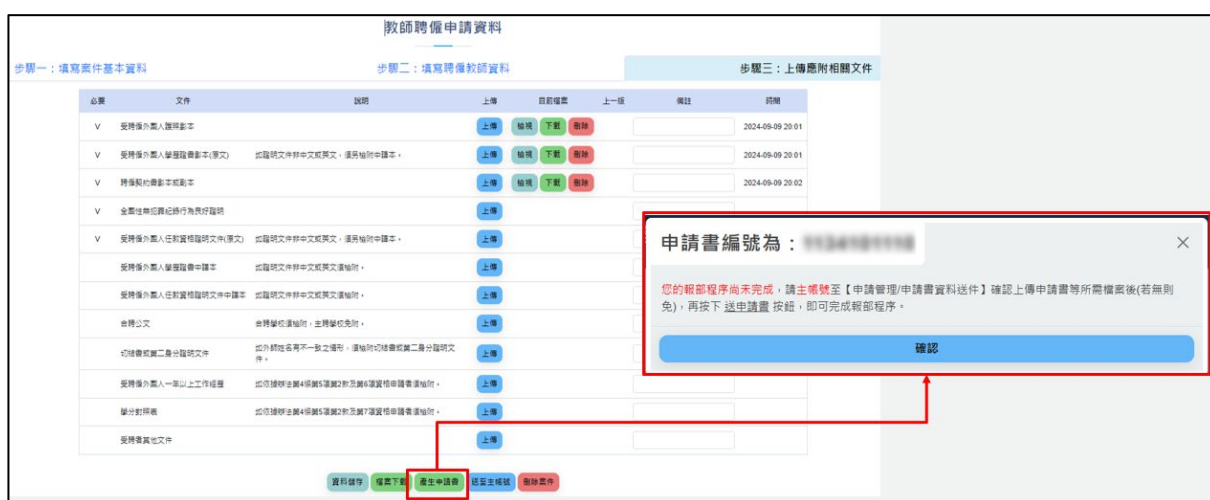 教師聘僱申請資料
步驟一：填寫案件基本資料 步驟二：填寫聘僱教師資料 步驟三：上傳應附相關文件
必要 文件 說明 上傳 目前檔案 上一版 備註 時間
V 受聘僱外國人護照影本 上傳 檢視 下載 刪除 2024-09-09 20:01
V 受聘僱外國人學歷證書影本(原文) 如證明文件非中文或英文，須另檢附中譯本。 上傳 檢視 下載 刪除 2024-09-09 20:01
V 聘僱契約書影本或副本 上傳 檢視 下載 刪除 2024-09-09 20:02
V 全國性無犯罪紀錄行為良好證明 上傳
V 受聘僱外國人任教資格證明文件(原文) 如證明文件非中文或英文，須另檢附中譯本。 上傳
受聘僱外國人學歷證書中譯本 如證明文件非中文或英文須檢附。 上傳
受聘僱外國人任教資格證明文件中譯本 如證明文件非中文或英文須檢附。 上傳
合聘公文 合聘學校須檢附，主聘學校免附。 上傳
切結書或第二身分證明文件 如外師姓名有不一致之情形，須檢附切結書或第二身分證明文件。 上傳
受聘僱外國人一年以上工作經歷 如依據辦法第4條第5項第2款及第6項資格申請者須檢附。 上傳
學分對照表 如依據辦法第4條第5項第2款及第7項資格申請者須檢附。 上傳
受聘者其他文件 上傳
資料儲存 檔案下載 產生申請書 送至主帳號 刪除案件
申請書編號為：
您的報部程序尚未完成，請主帳號至【申請管理/申請書資料送件】確認上傳申請書等所需檔案後(若無則
免)，再按下 送申請書 按鈕，即可完成報部程序。
確認